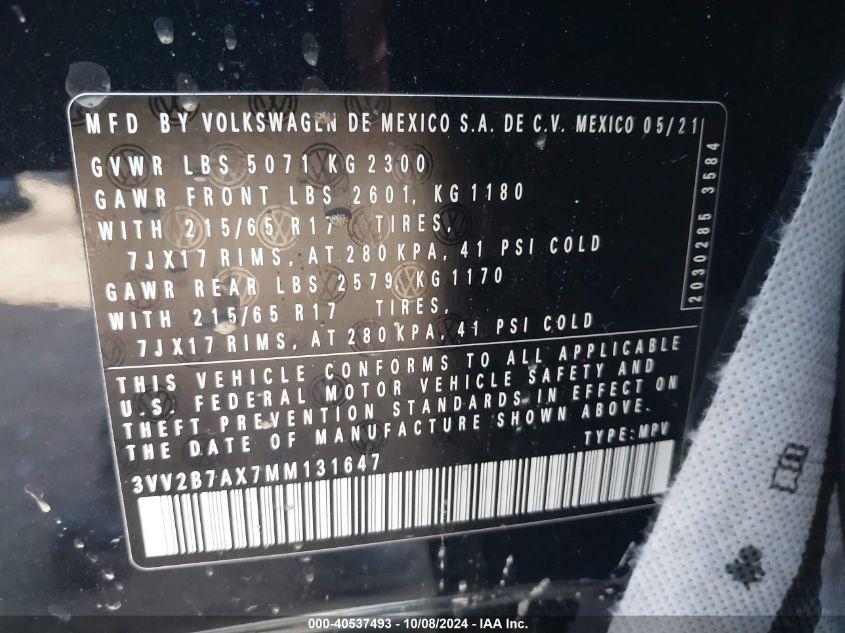 MFD BY VOLKSWAGEN DE MEXICO S.A. DE C.V. MEXICO 05/21
GVWR LBS 5071 KG 2300
GAWR FRONT LBS 2601, KG 1180
WITH 215/65 R17 TIRES,
7JX17 RIMS, AT 280 KPA, 41 PSI COLD
GAWR REAR LBS 2579, KG 1170
WITH 215/65 R17 TIRES,
7JX17 RIMS, AT 280 KPA, 41 PSI COLD
2030285 3584
THIS VEHICLE CONFORMS TO ALL APPLICABLE
U.S. FEDERAL MOTOR VEHICLE SAFETY AND
THEFT PREVENTION STANDARDS IN EFFECT ON
THE DATE OF MANUFACTURE SHOWN ABOVE.
TYPE: MPV
3VV2B7AX7MM131647
000-40537493 - 10/08/2024 - IAA Inc.